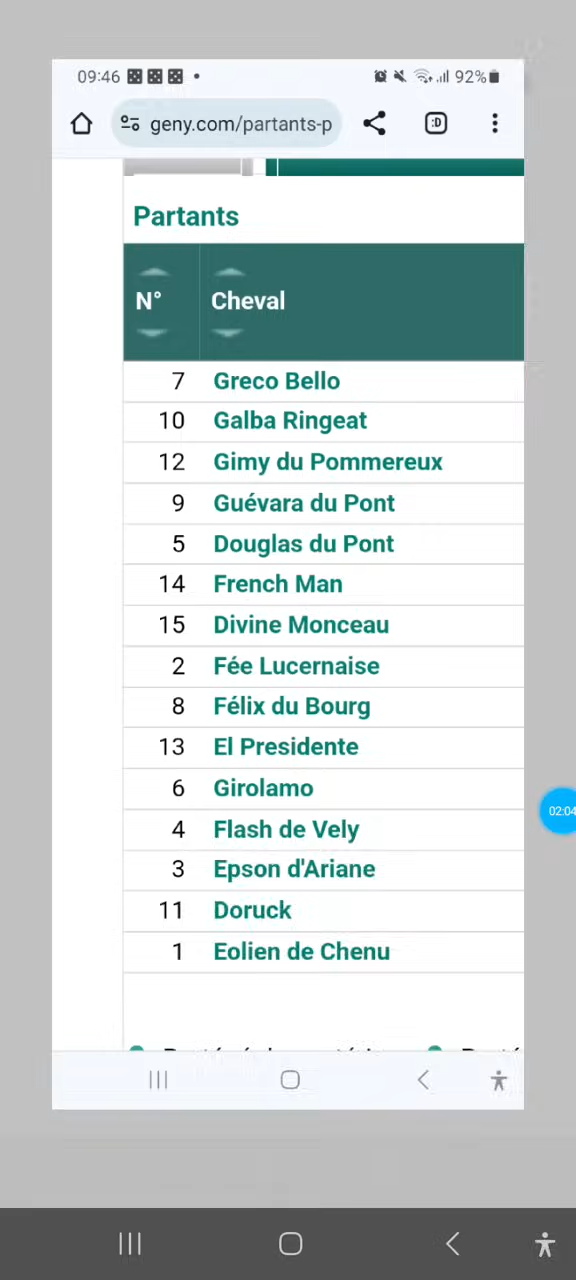 09:46
92%
geny.com/partants-p
:D
Partants
N° Cheval
7 Greco Bello
10 Galba Ringeat
12 Gimy du Pommereux
9 Guévara du Pont
5 Douglas du Pont
14 French Man
15 Divine Monceau
2 Fée Lucernaise
8 Félix du Bourg
13 El Presidente
6 Girolamo
4 Flash de Vely
3 Epson d'Ariane
11 Doruck
1 Eolien de Chenu
02:04